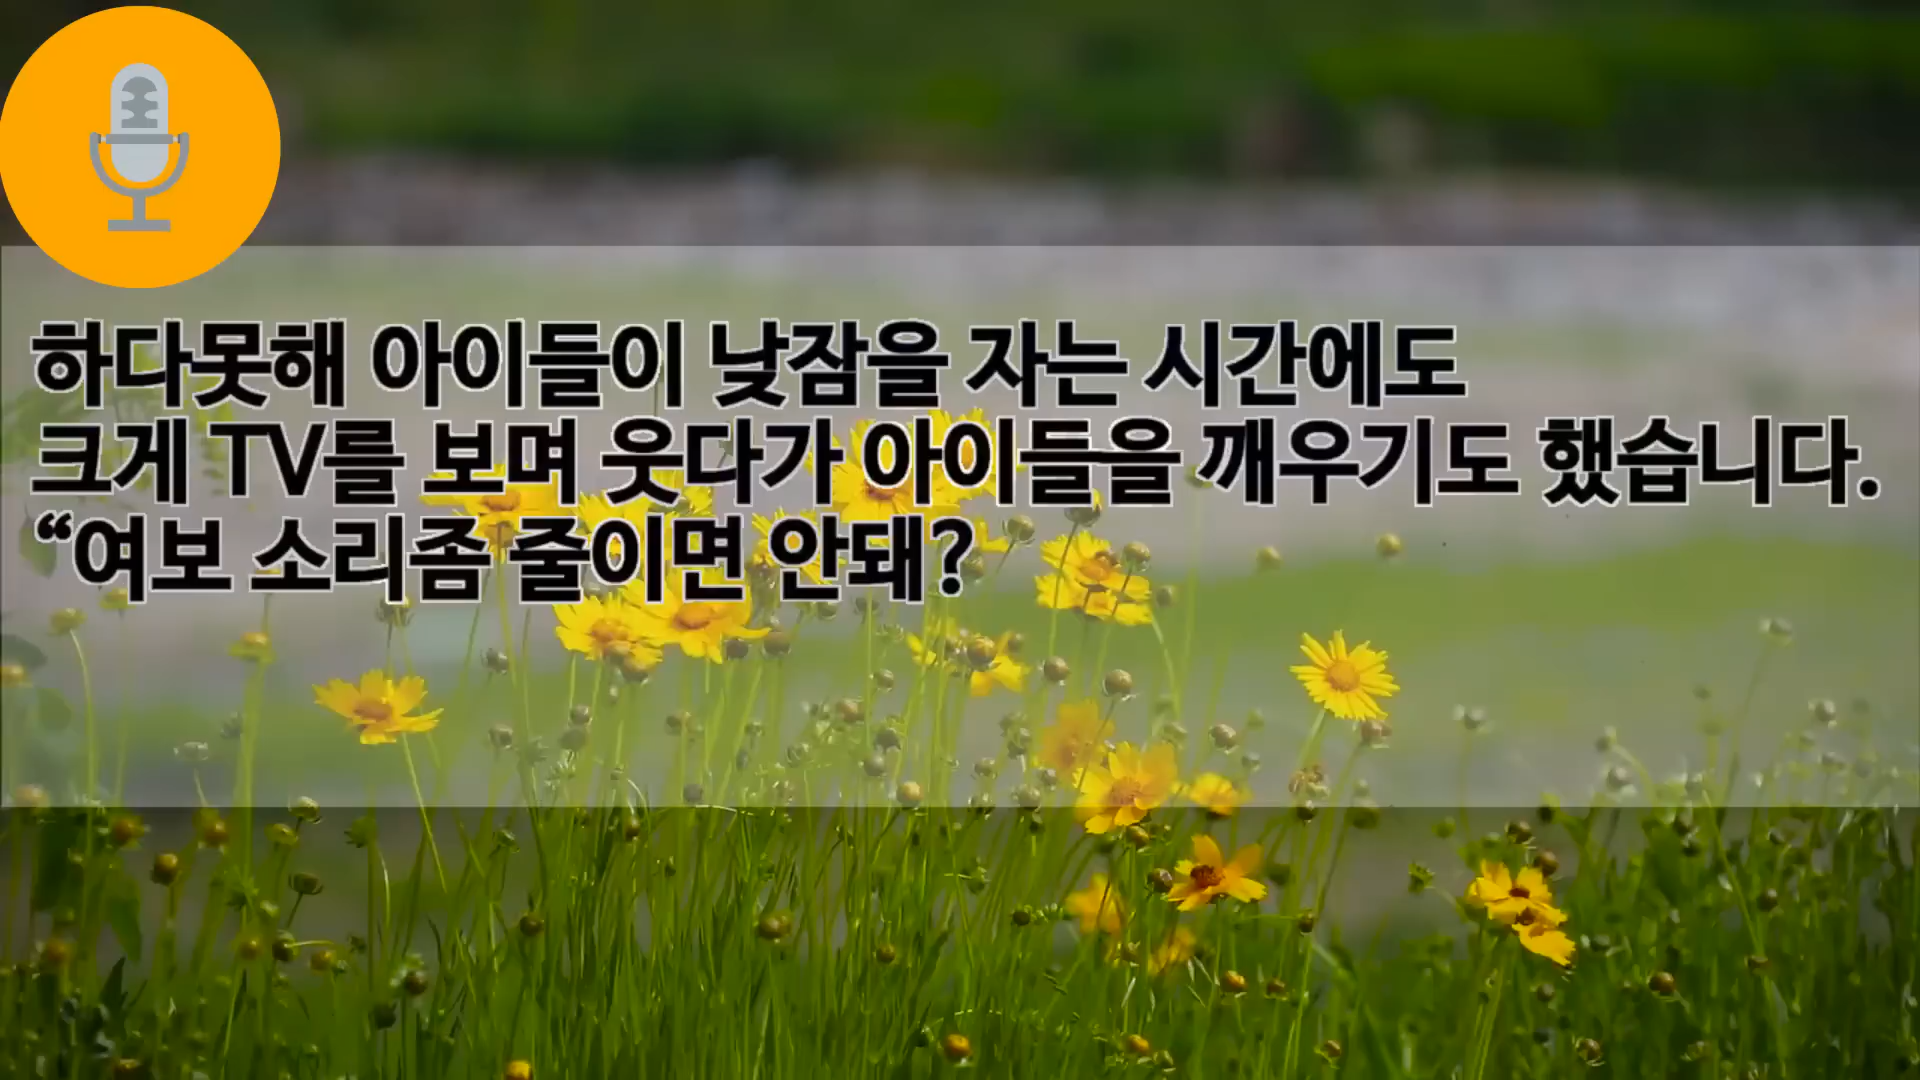 하다못해 아이들이 낮잠을 자는 시간에도
크게 TV를 보며 웃다가 아이들을 깨우기도 했습니다.
“여보 소리좀 줄이면 안돼?